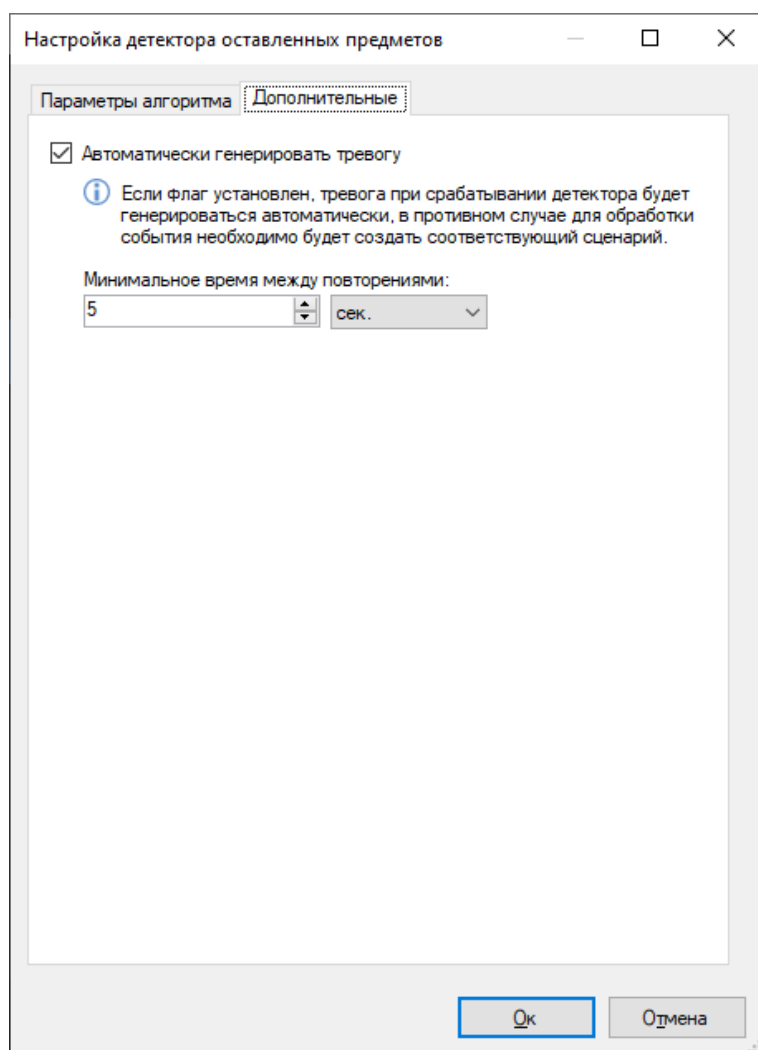 Настройка детектора оставленных предметов
Параметры алгоритма
Дополнительные
Автоматически генерировать тревогу
Если флаг установлен, тревога при срабатывании детектора будет
генерироваться автоматически, в противном случае для обработки
события необходимо будет создать соответствующий сценарий.
Минимальное время между повторениями:
5
сек.
Ок
Отмена